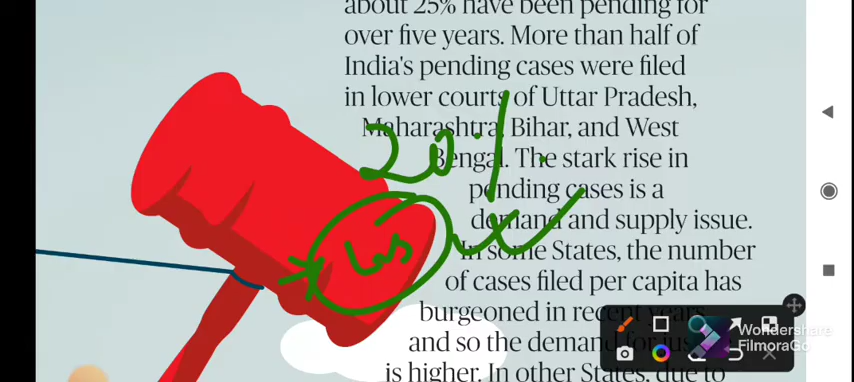 about 25% have been pending for
over five years. More than half of
India's pending cases were filed
in lower courts of Uttar Pradesh,
Maharashtra, Bihar, and West
Bengal. The stark rise in
20%
pending cases is a
demand and supply issue.
In some States, the number
of cases filed per capita has
burgeoned in recent years
and so the demand for
is higher. In other States, due to
Wondershare
FilmoraGo